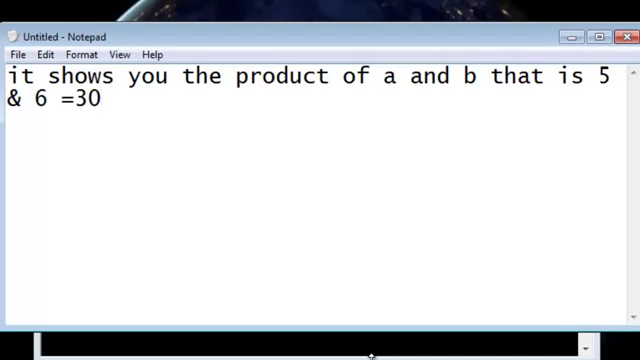 Untitled - Notepad
File Edit Format View Help
it shows you the product of a and b that is 5
& 6 =30